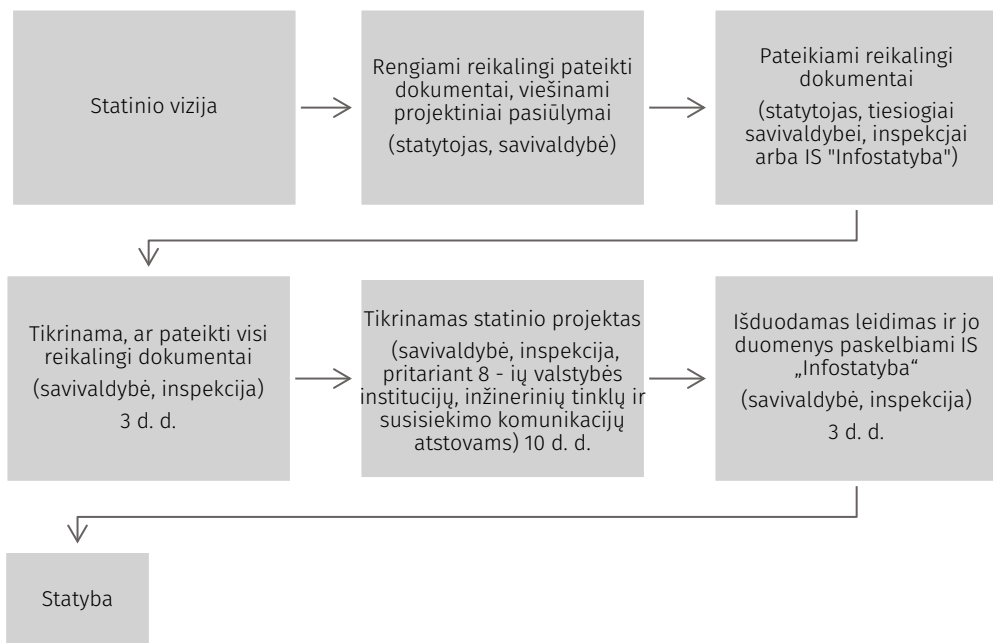 Statinio vizija
Rengiami reikalingi pateikti
dokumentai, viešinami
projektiniai pasiūlymai
(statytojas, savivaldybė)
Pateikiami reikalingi
dokumentai
(statytojas, tiesiogiai
savivaldybei, inspekcjai
arba IS "Infostatyba")
Tikrinama, ar pateikti visi
reikalingi dokumentai
(savivaldybė, inspekcija)
3 d. d.
Tikrinamas statinio projektas
(savivaldybė, inspekcija,
pritariant 8 - ių valstybės
institucijų, inžinerinių tinklų ir
susisiekimo komunikacijų
atstovams) 10 d. d.
Išduodamas leidimas ir jo
duomenys paskelbiami IS
„Infostatyba“
(savivaldybė, inspekcija)
3 d. d.
Statyba